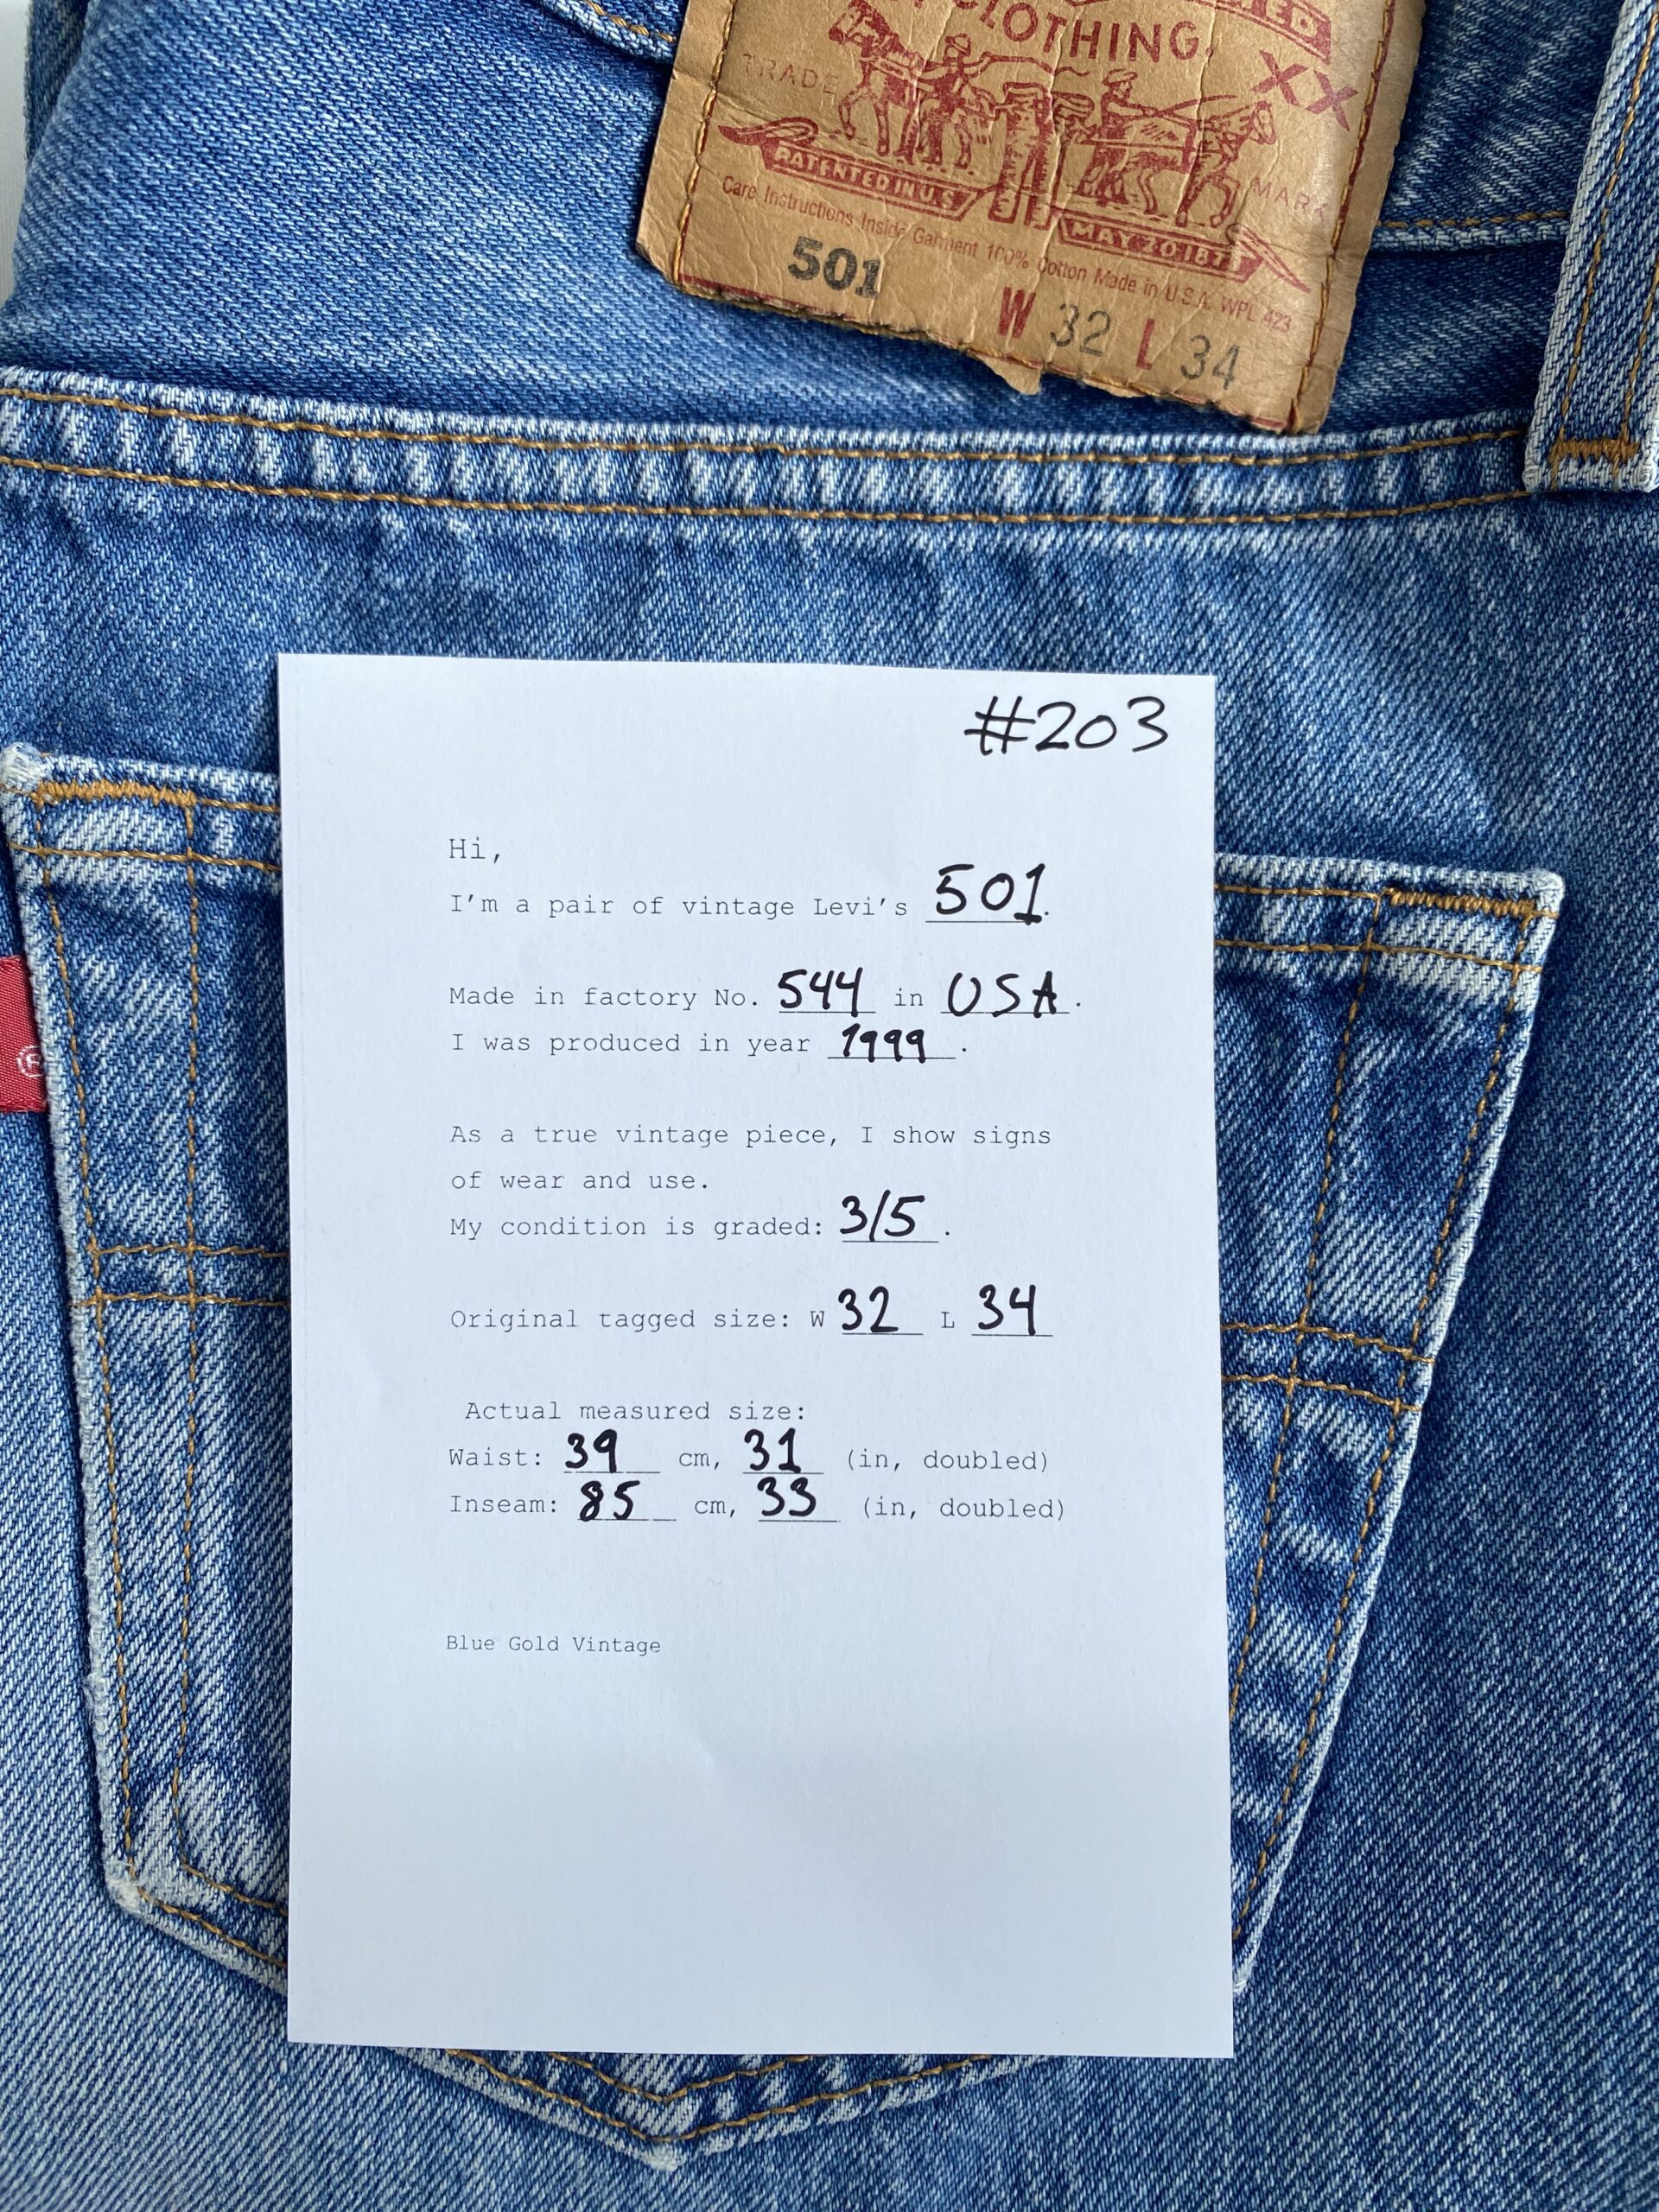 CLOTHING.
TRADE MARK
XX
PATENTED IN U.S.
MAY 20 1873
Care Instructions Inside Garment 100% Cotton Made in U.S.A. WPL 423
501
W 32 L 34
#203
Hi,
I'm a pair of vintage Levi's 501.
Made in factory No. 544 in USA.
I was produced in year 1999.
As a true vintage piece, I show signs
of wear and use.
My condition is graded: 3/5.
Original tagged size: W 32 L 34
Actual measured size:
Waist: 39 cm, 31 (in, doubled)
Inseam: 85 cm, 33 (in, doubled)
Blue Gold Vintage
®